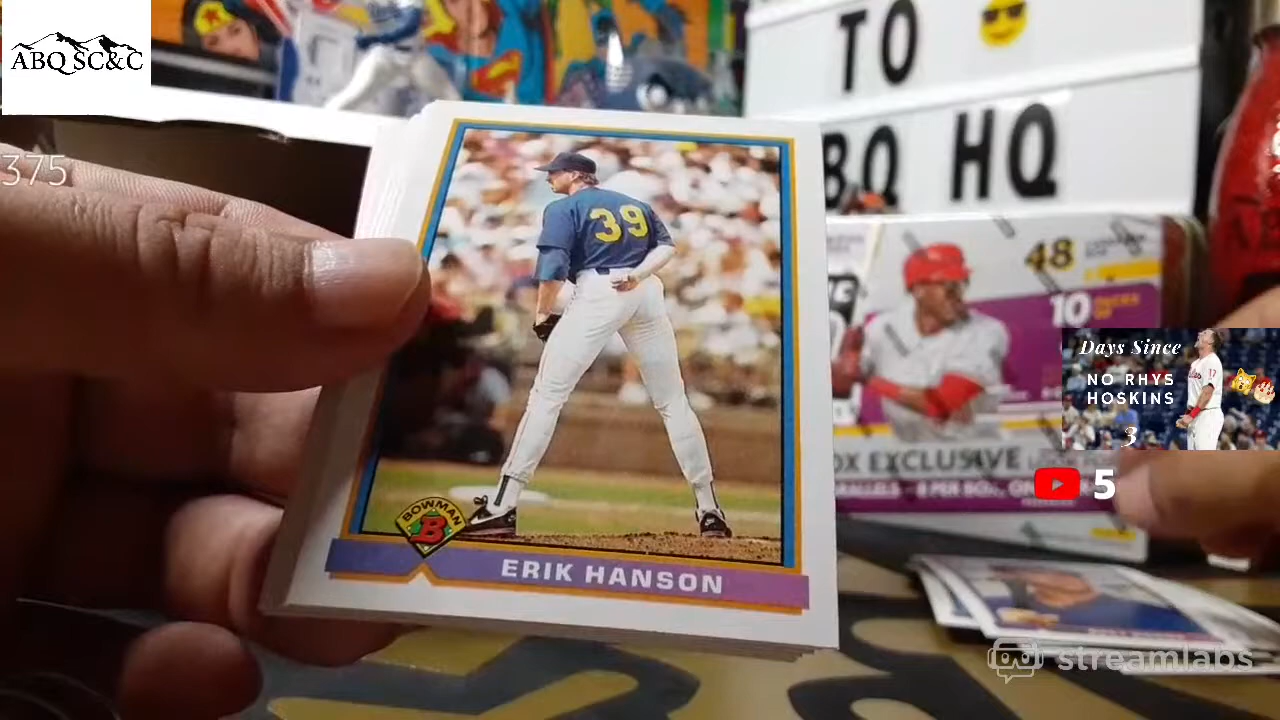 ABQ SC&C
TO
BQ HQ
375
39
48
10
Days Since
NO RHYS
HOSKINS
3
EXCLUSIVE
5
BOWMAN
B
ERIK HANSON
streamlabs